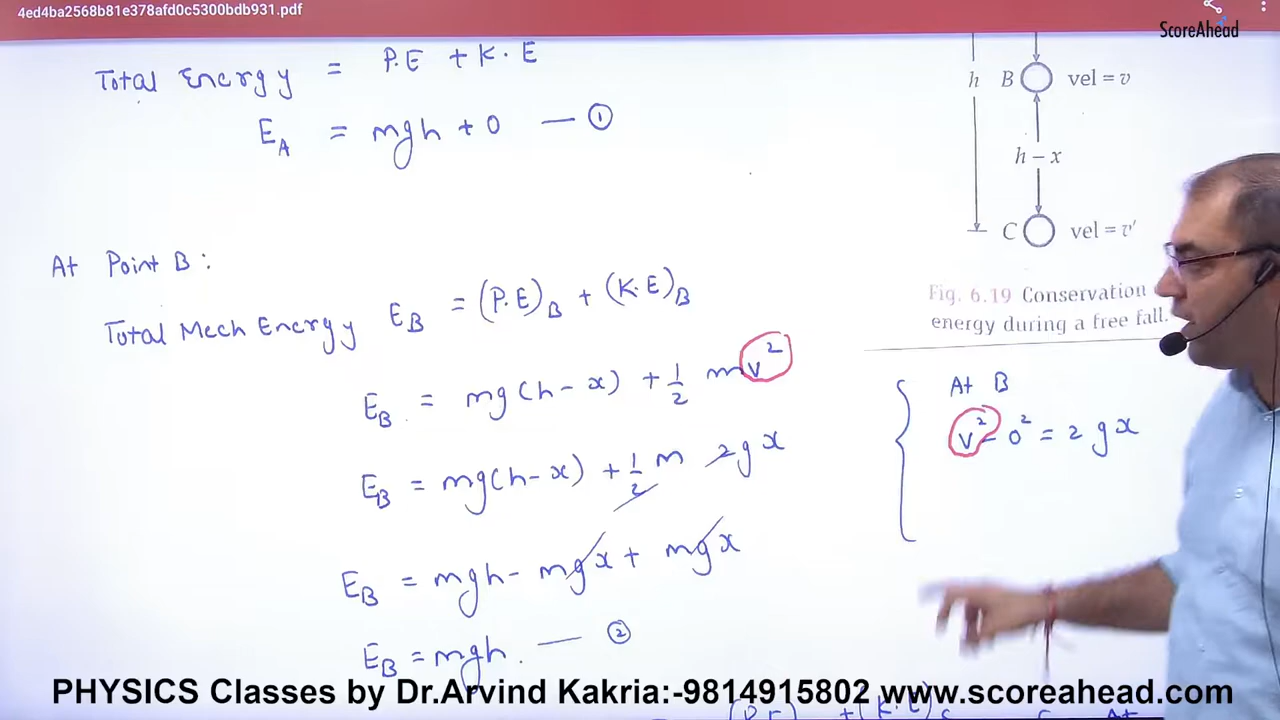 4ed4ba2568b81e378afd0c5300bdb931.pdf
ScoreAhead
Total Energy = P.E + K.E
E_A = mgh + 0 — ①
h B vel = v
h – x
C vel = v′
Fig. 6.19 Conservation
energy during a free fall.
At Point B :
Total Mech Energy E_B = (P.E)_B + (K.E)_B
E_B = mg(h-x) + 1/2 mv²
E_B = mg(h-x) + 1/2 m 2gx
E_B = mgh - mgx + mgx
E_B = mgh. — ②
At B
v² - 0² = 2gx
PHYSICS Classes by Dr.Arvind Kakria:-9814915802 www.scoreahead.com